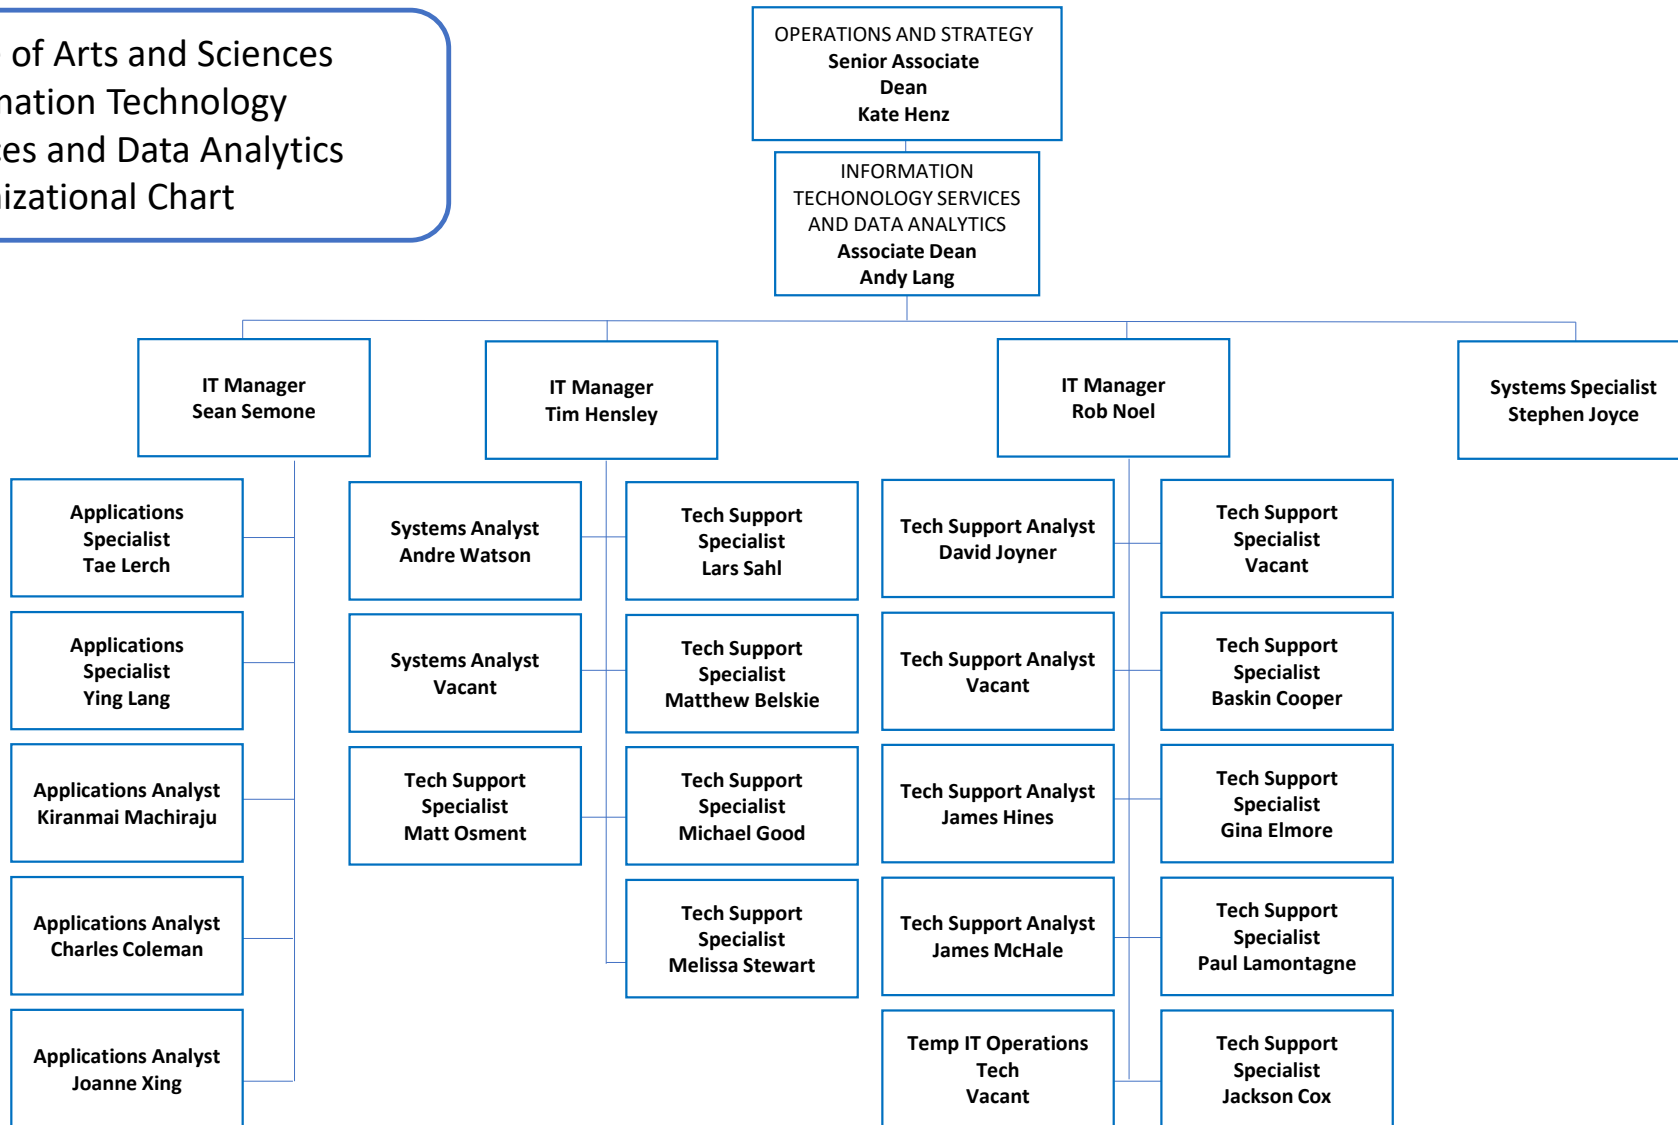 of Arts and Sciences
Technology
and Data Analytics
Chart
OPERATIONS AND STRATEGY
Senior Associate
Dean
Kate Henz
INFORMATION
TECHONOLOGY SERVICES
AND DATA ANALYTICS
Associate Dean
Andy Lang
IT Manager
Sean Semone
IT Manager
Tim Hensley
IT Manager
Rob Noel
Systems Specialist
Stephen Joyce
Applications
Specialist
Tae Lerch
Applications
Specialist
Ying Lang
Applications Analyst
Kiranmai Machiraju
Applications Analyst
Charles Coleman
Applications Analyst
Joanne Xing
Systems Analyst
Andre Watson
Systems Analyst
Vacant
Tech Support
Specialist
Matt Osment
Tech Support
Specialist
Lars Sahl
Tech Support
Specialist
Matthew Belskie
Tech Support
Specialist
Michael Good
Tech Support
Specialist
Melissa Stewart
Tech Support Analyst
David Joyner
Tech Support Analyst
Vacant
Tech Support Analyst
James Hines
Tech Support Analyst
James McHale
Temp IT Operations
Tech
Vacant
Tech Support
Specialist
Vacant
Tech Support
Specialist
Baskin Cooper
Tech Support
Specialist
Gina Elmore
Tech Support
Specialist
Paul Lamontagne
Tech Support
Specialist
Jackson Cox